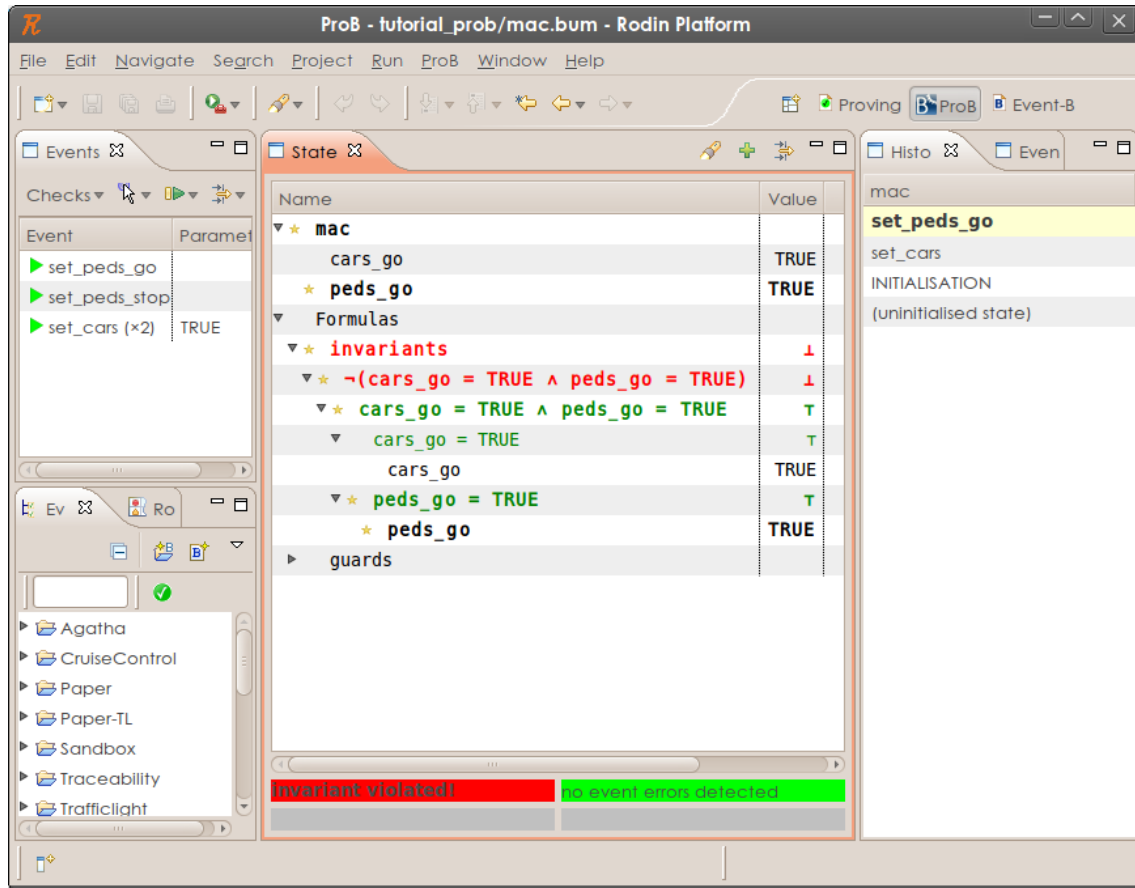 ProB - tutorial_prob/mac.bum - Rodin Platform
File Edit Navigate Segrch Project Run ProB Window Help
Proving ProB Event-B
Events
Checks
Event Paramet
set_peds_go
set_peds_stop
set_cars (×2) TRUE
Ev Ro
Agatha
CruiseControl
Paper
Paper-TL
Sandbox
Traceability
Trafficlight
State
Name Value
mac
cars_go TRUE
peds_go TRUE
Formulas
invariants ⊥
¬(cars_go = TRUE ∧ peds_go = TRUE) ⊥
cars_go = TRUE ∧ peds_go = TRUE ⊤
cars_go = TRUE ⊤
cars_go TRUE
peds_go = TRUE ⊤
peds_go TRUE
guards
Invariant violated! no event errors detected
Histo Even
mac
set_peds_go
set_cars
INITIALISATION
(uninitialised state)